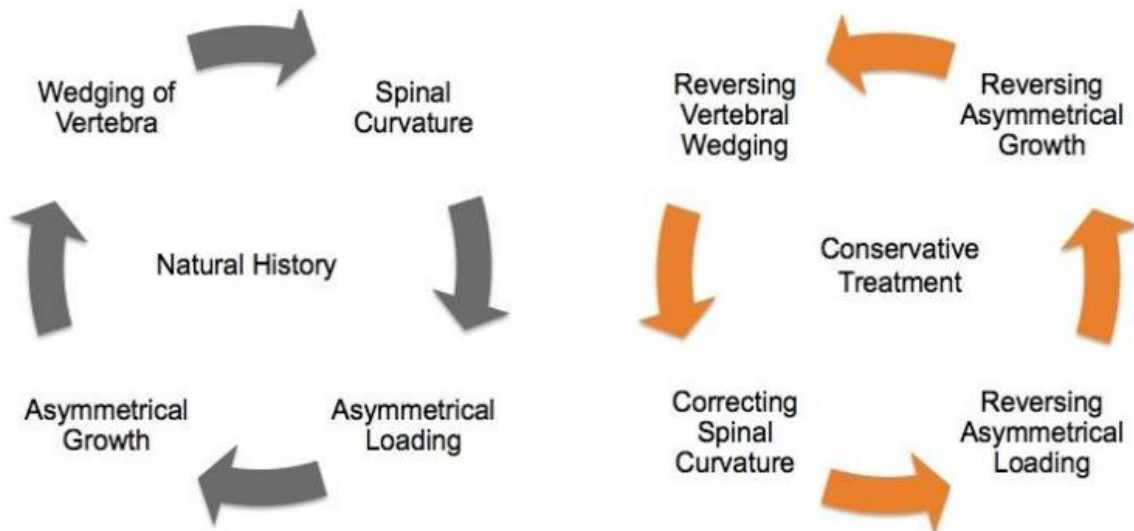 Wedging of
Vertebra
Spinal
Curvature
Natural History
Asymmetrical
Growth
Asymmetrical
Loading
Reversing
Vertebral
Wedging
Reversing
Asymmetrical
Growth
Conservative
Treatment
Correcting
Spinal
Curvature
Reversing
Asymmetrical
Loading